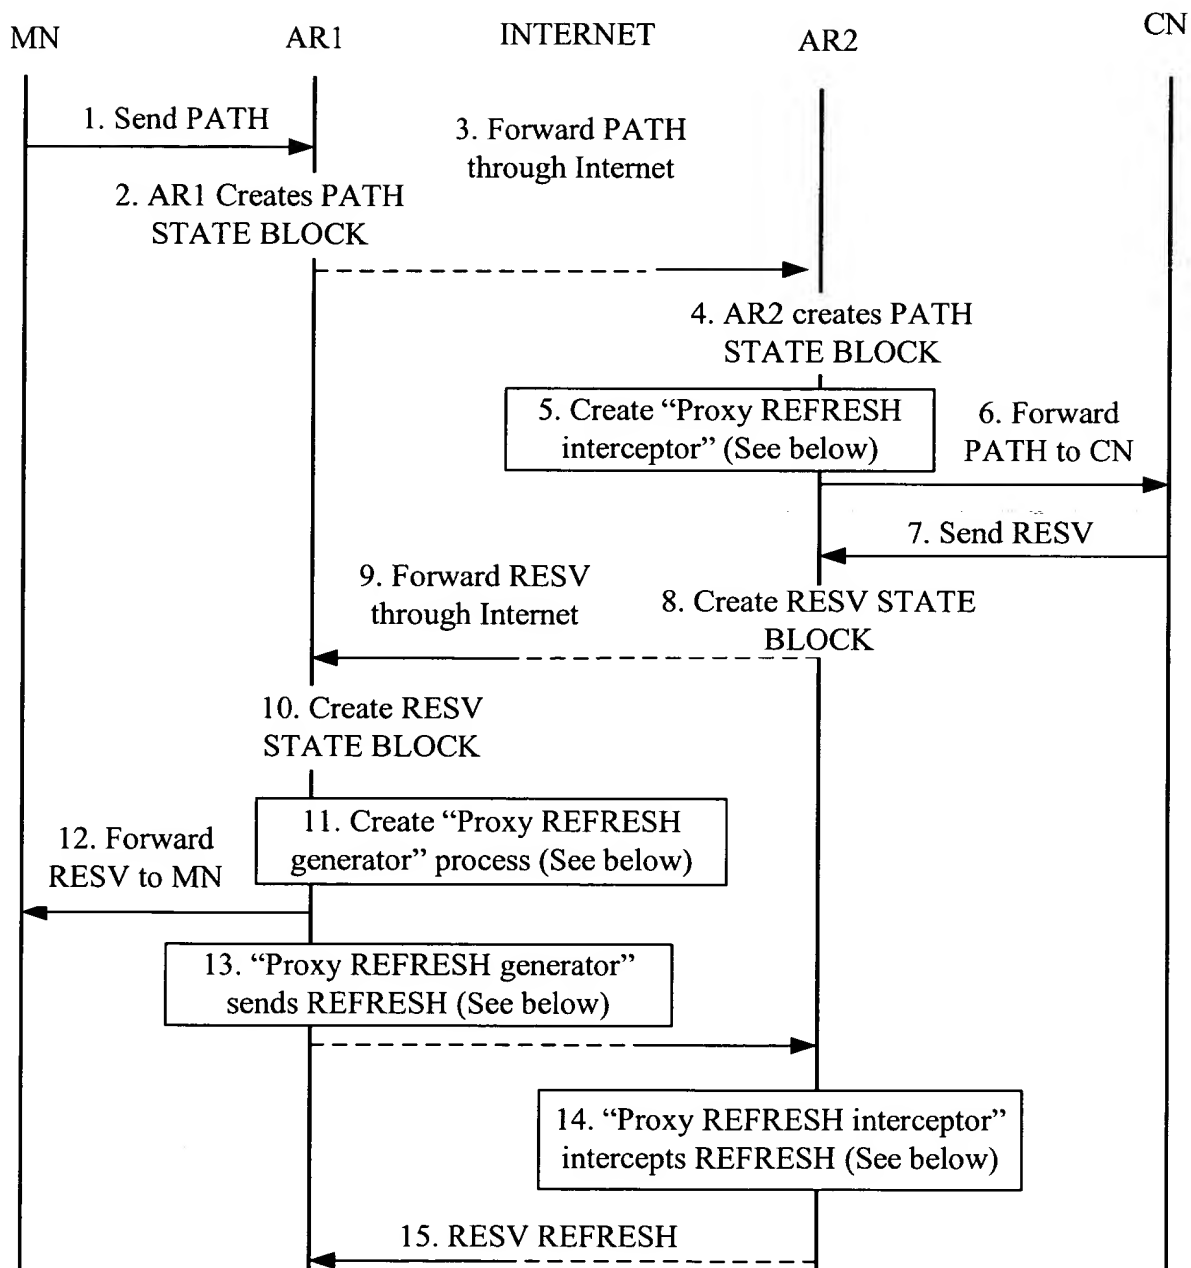 MN
AR1
INTERNET
AR2
CN
1. Send PATH
3. Forward PATH
through Internet
2. AR1 Creates PATH
STATE BLOCK
4. AR2 creates PATH
STATE BLOCK
5. Create “Proxy REFRESH
interceptor” (See below)
6. Forward
PATH to CN
7. Send RESV
9. Forward RESV
through Internet
8. Create RESV STATE
BLOCK
10. Create RESV
STATE BLOCK
11. Create “Proxy REFRESH
generator” process (See below)
12. Forward
RESV to MN
13. “Proxy REFRESH generator”
sends REFRESH (See below)
14. “Proxy REFRESH interceptor”
intercepts REFRESH (See below)
15. RESV REFRESH